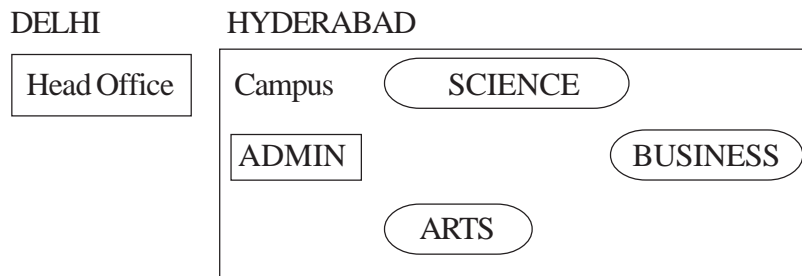 DELHI HYDERABAD
Head Office Campus SCIENCE
ADMIN BUSINESS
ARTS